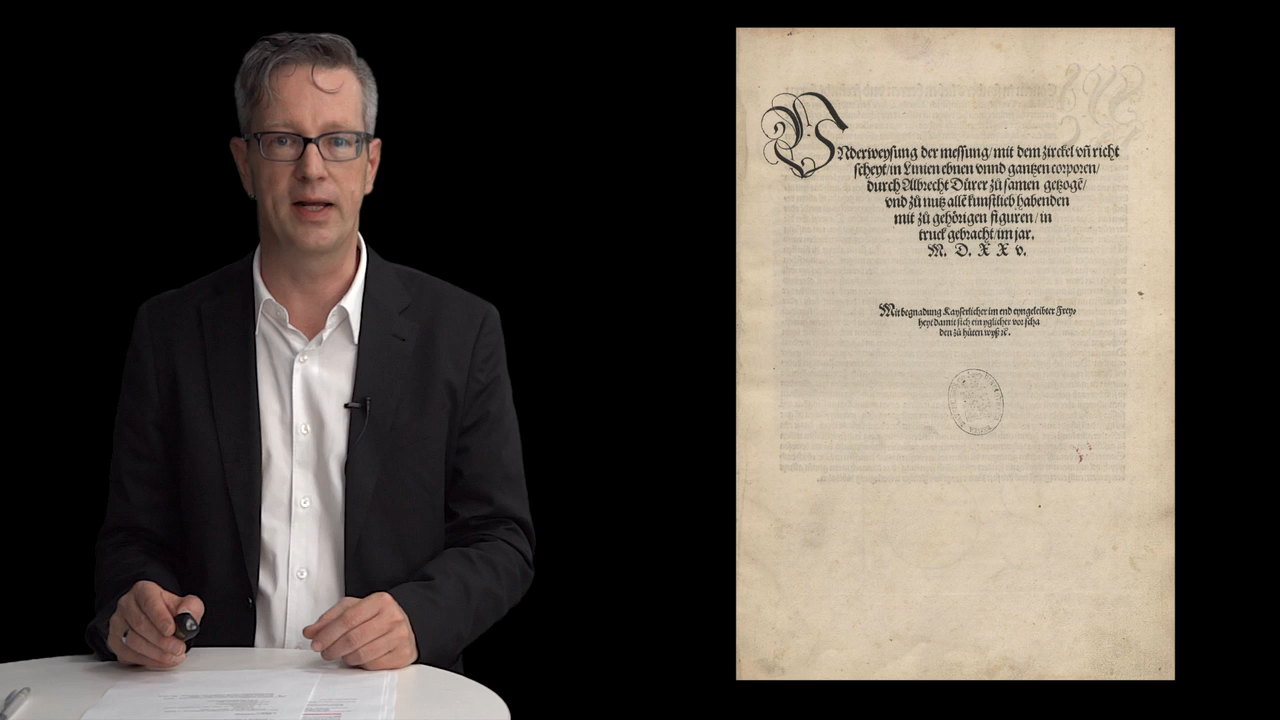 VNderweysung der messung/ mit dem zirckel vñ richt
scheyt/ in Linien ebnen vnnd gantzen corporen/
durch Albrecht Dürer zů samen getzogẽ/
vnd zů nutz allẽ kunstlieb habenden
mit zů gehörigen figuren/ in
truck gebracht/ im jar.
M. D. X X v.
Mit begnadung Kayserlicher im end eyngeleibter Frey⸗
heyt damit sich ein yglicher vor scha
den zů hüten wyß ꝛc̃.